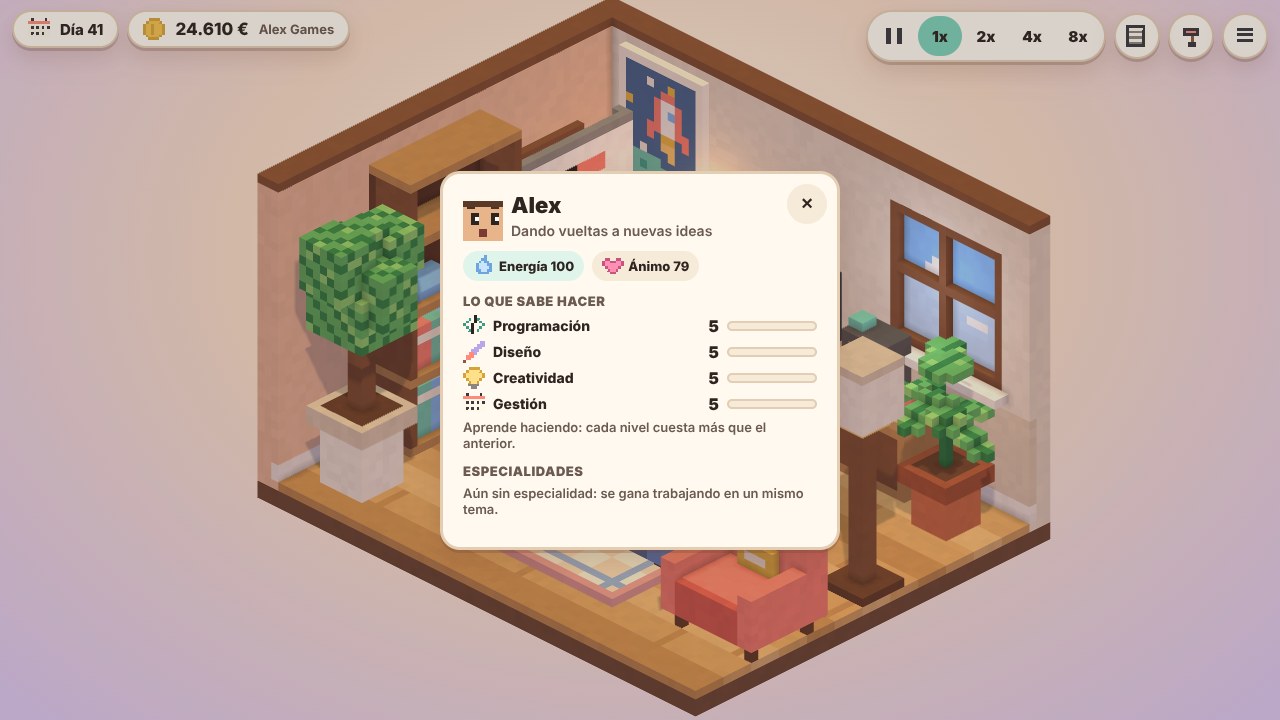 Día 41
24.610 € Alex Games
1x 2x 4x 8x
Alex
Dando vueltas a nuevas ideas
Energía 100
Ánimo 79
LO QUE SABE HACER
Programación 5
Diseño 5
Creatividad 5
Gestión 5
Aprende haciendo: cada nivel cuesta más que el
anterior.
ESPECIALIDADES
Aún sin especialidad: se gana trabajando en un mismo
tema.